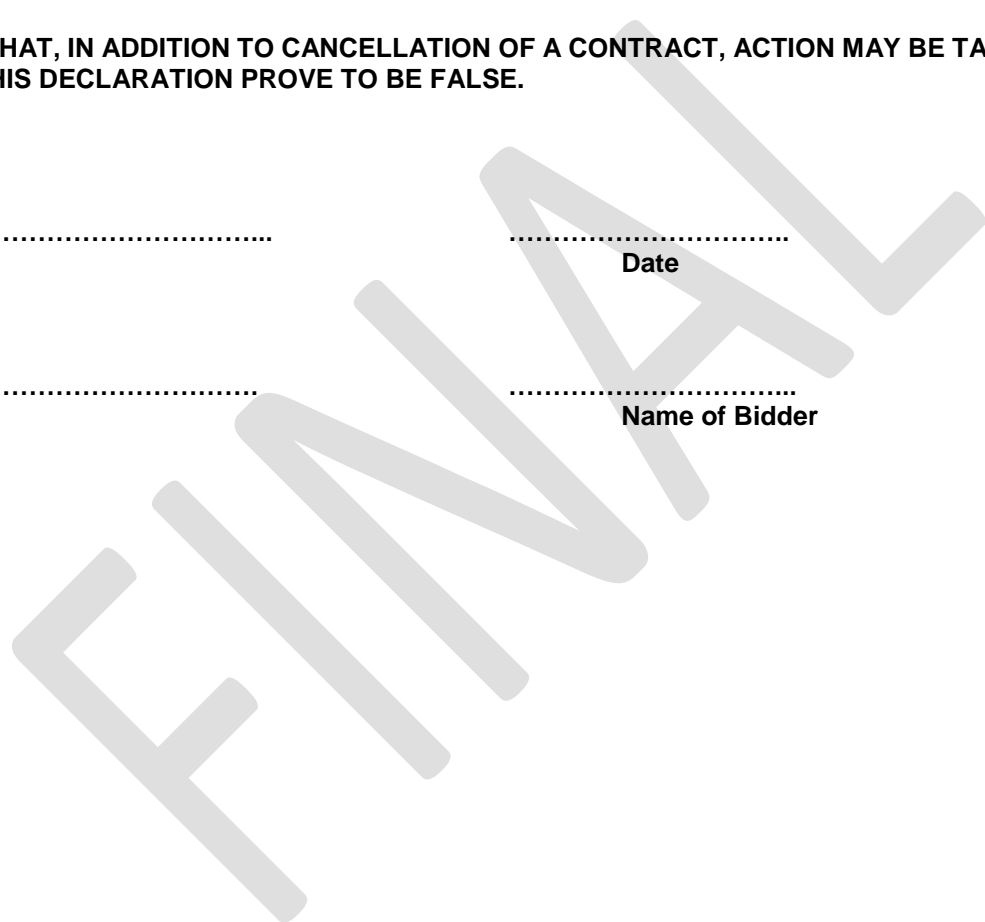 HAT, IN ADDITION TO CANCELLATION OF A CONTRACT, ACTION MAY BE TA
HIS DECLARATION PROVE TO BE FALSE.
…………………………... …………………………..
Date
………………………. …………………………...
Name of Bidder
FINAL